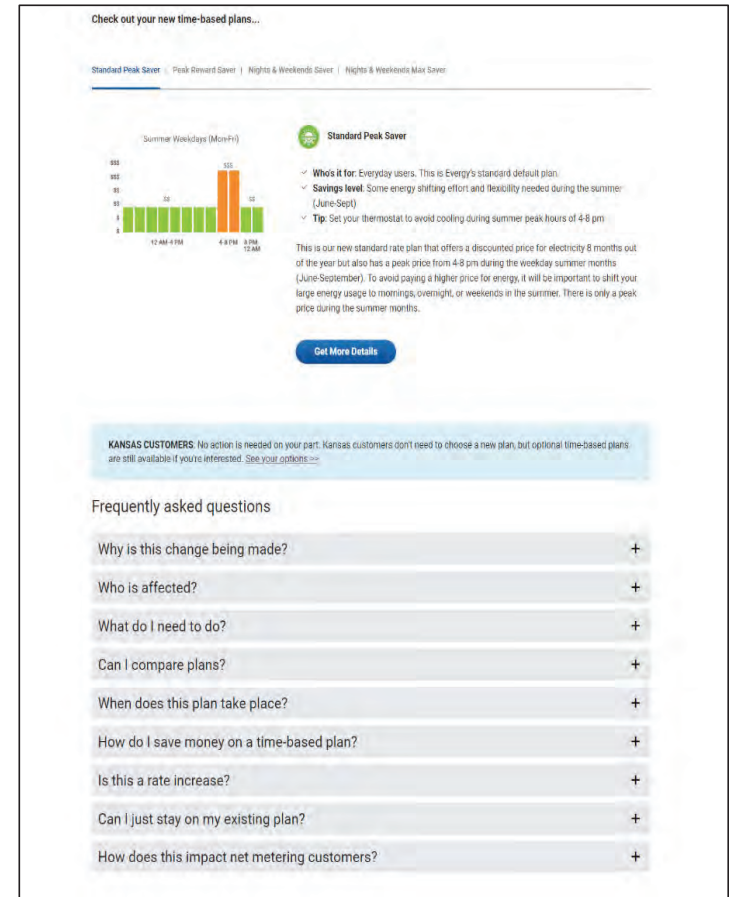 Check out your new time-based plans...
Standard Peak Saver | Peak Reward Saver | Nights & Weekends Saver | Nights & Weekends Max Saver
Summer Weekdays (Mon-Fri)
$$$
$$
12 AM-4 PM
4-8 PM
8 PM-
12 AM
Standard Peak Saver
Who's it for: Everyday users. This is Evergy's standard default plan.
Savings level: Some energy shifting effort and flexibility needed during the summer
(June-Sept)
Tip: Set your thermostat to avoid cooling during summer peak hours of 4-8 pm
This is our new standard rate plan that offers a discounted price for electricity 8 months out
of the year but also has a peak price from 4-8 pm during the weekday summer months
(June-September). To avoid paying a higher price for energy, it will be important to shift your
large energy usage to mornings, overnight, or weekends in the summer. There is only a peak
price during the summer months.
Get More Details
KANSAS CUSTOMERS: No action is needed on your part. Kansas customers don't need to choose a new plan, but optional time-based plans
are still available if you're interested. See your options >>
Frequently asked questions
Why is this change being made? +
Who is affected? +
What do I need to do? +
Can I compare plans? +
When does this plan take place? +
How do I save money on a time-based plan? +
Is this a rate increase? +
Can I just stay on my existing plan? +
How does this impact net metering customers? +